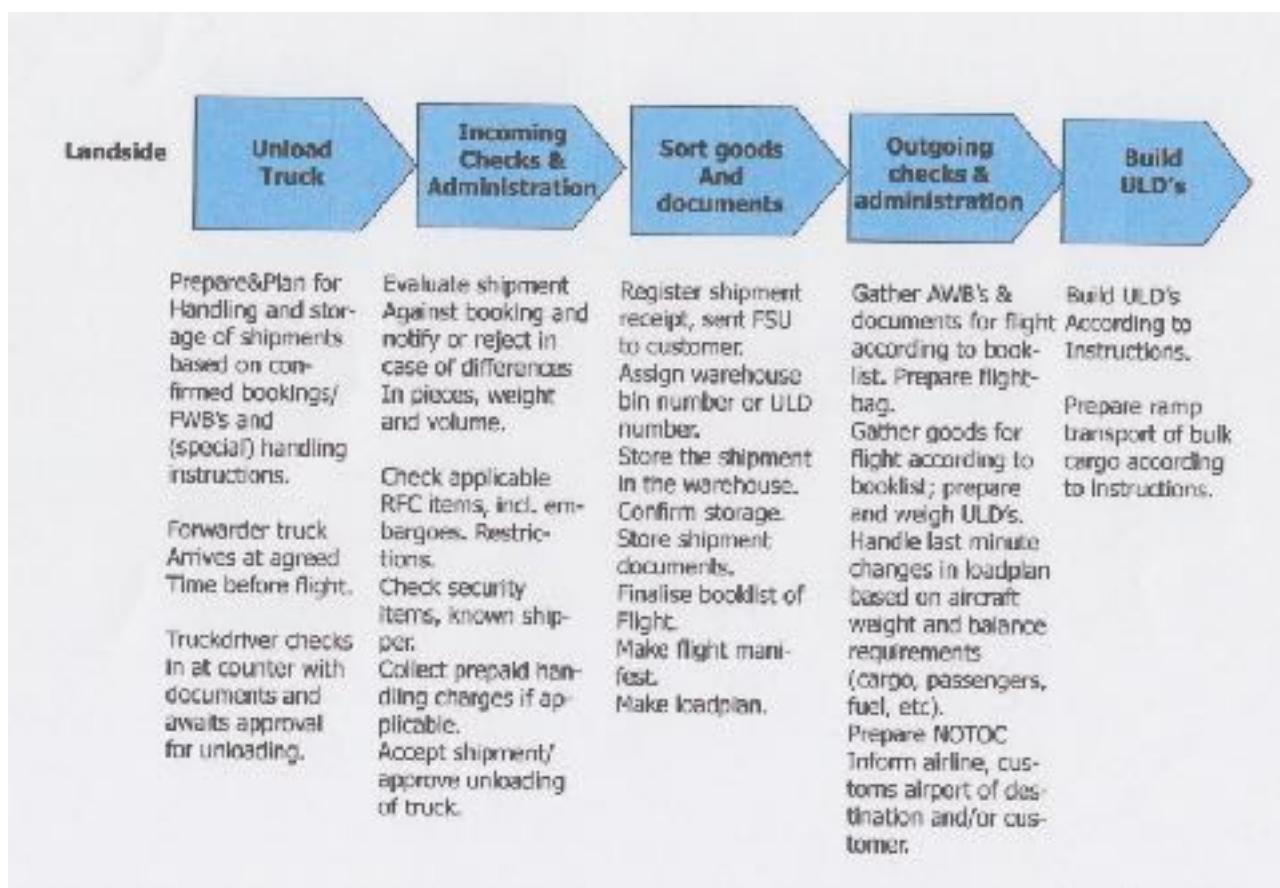 Landside
Unload
Truck
Incoming
Checks &
Administration
Sort goods
And
documents
Outgoing
checks &
administration
Build
ULD's
Prepare&Plan for
Handling and stor-
age of shipments
based on con-
firmed bookings/
FWB's and
(special) handling
instructions.
Forwarder truck
Arrives at agreed
Time before flight.
Truckdriver checks
in at counter with
documents and
awaits approval
for unloading.
Evaluate shipment
Against booking and
notify or reject in
case of differences
In pieces, weight
and volume.
Check applicable
RFC items, incl. em-
bargoes. Restric-
tions.
Check security
items, known ship-
per.
Collect prepaid han-
dling charges if ap-
plicable.
Accept shipment/
approve unloading
of truck.
Register shipment
receipt, sent FSU
to customer.
Assign warehouse
bin number or ULD
number.
Store the shipment
in the warehouse.
Confirm storage.
Store shipment
documents.
Finalise booklist of
Flight.
Make flight mani-
fest.
Make loadplan.
Gather AWB's &
documents for flight
according to book-
list. Prepare flight-
bag.
Gather goods for
flight according to
booklist; prepare
and weigh ULD's.
Handle last minute
changes in loadplan
based on aircraft
weight and balance
requirements
(cargo, passengers,
fuel, etc).
Prepare NOTOC
Inform airline, cus-
toms airport of des-
tination and/or cus-
tomer.
Build ULD's
According to
Instructions.
Prepare ramp
transport of bulk
cargo according
to Instructions.